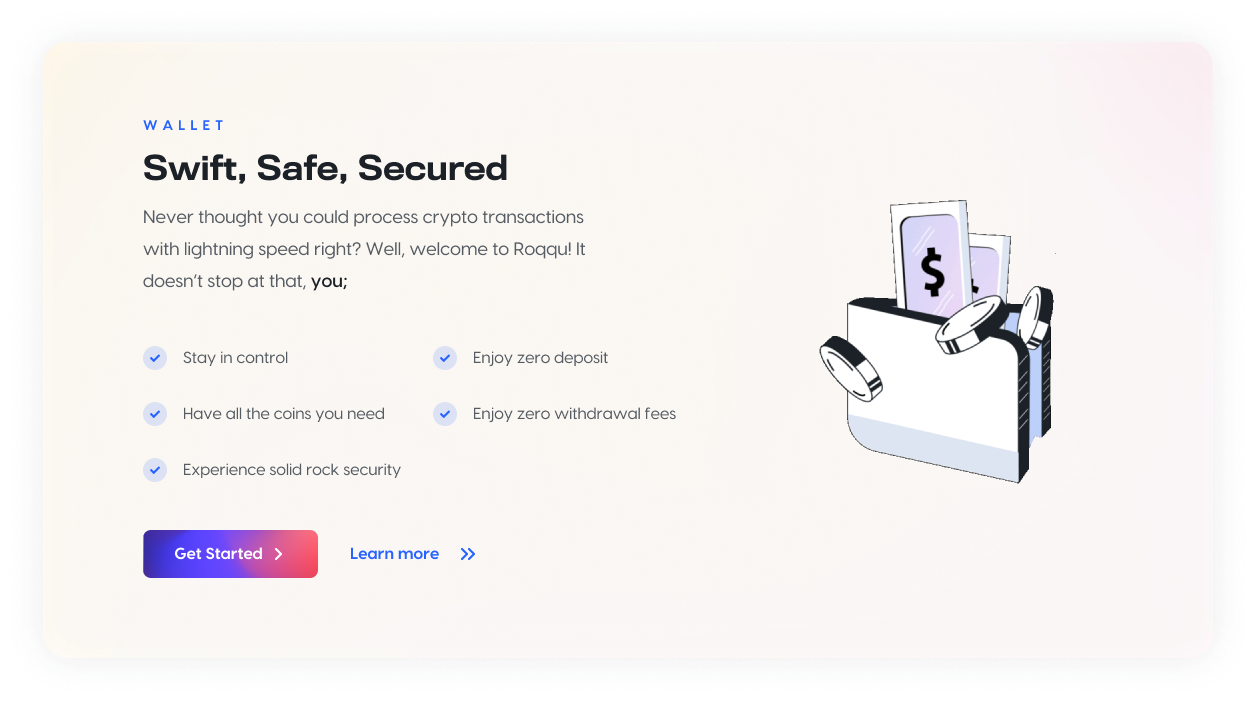 WALLET
Swift, Safe, Secured
Never thought you could process crypto transactions
with lightning speed right? Well, welcome to Roqqu! It
doesn’t stop at that, you;
Stay in control
Enjoy zero deposit
Have all the coins you need
Enjoy zero withdrawal fees
Experience solid rock security
Get Started
Learn more
$
$